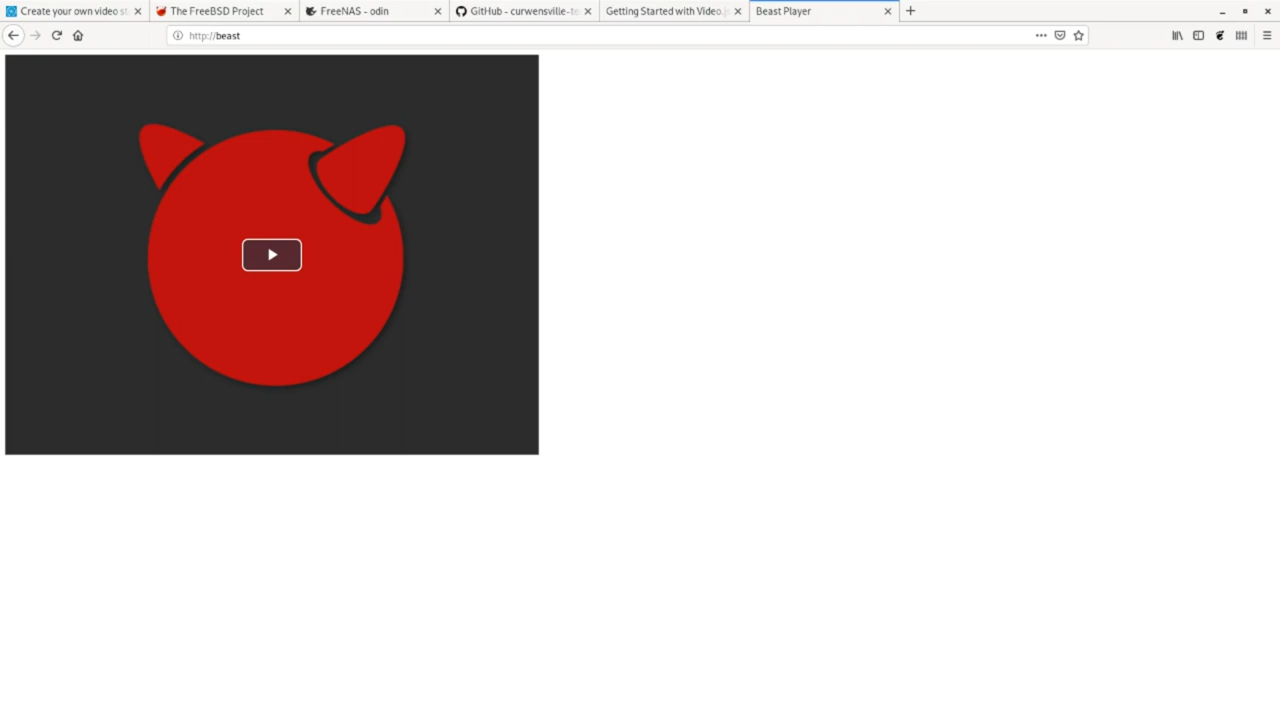 Create your own video st
The FreeBSD Project
FreeNAS - odin
GitHub - curwensville-te
Getting Started with Video.j
Beast Player
http://beast